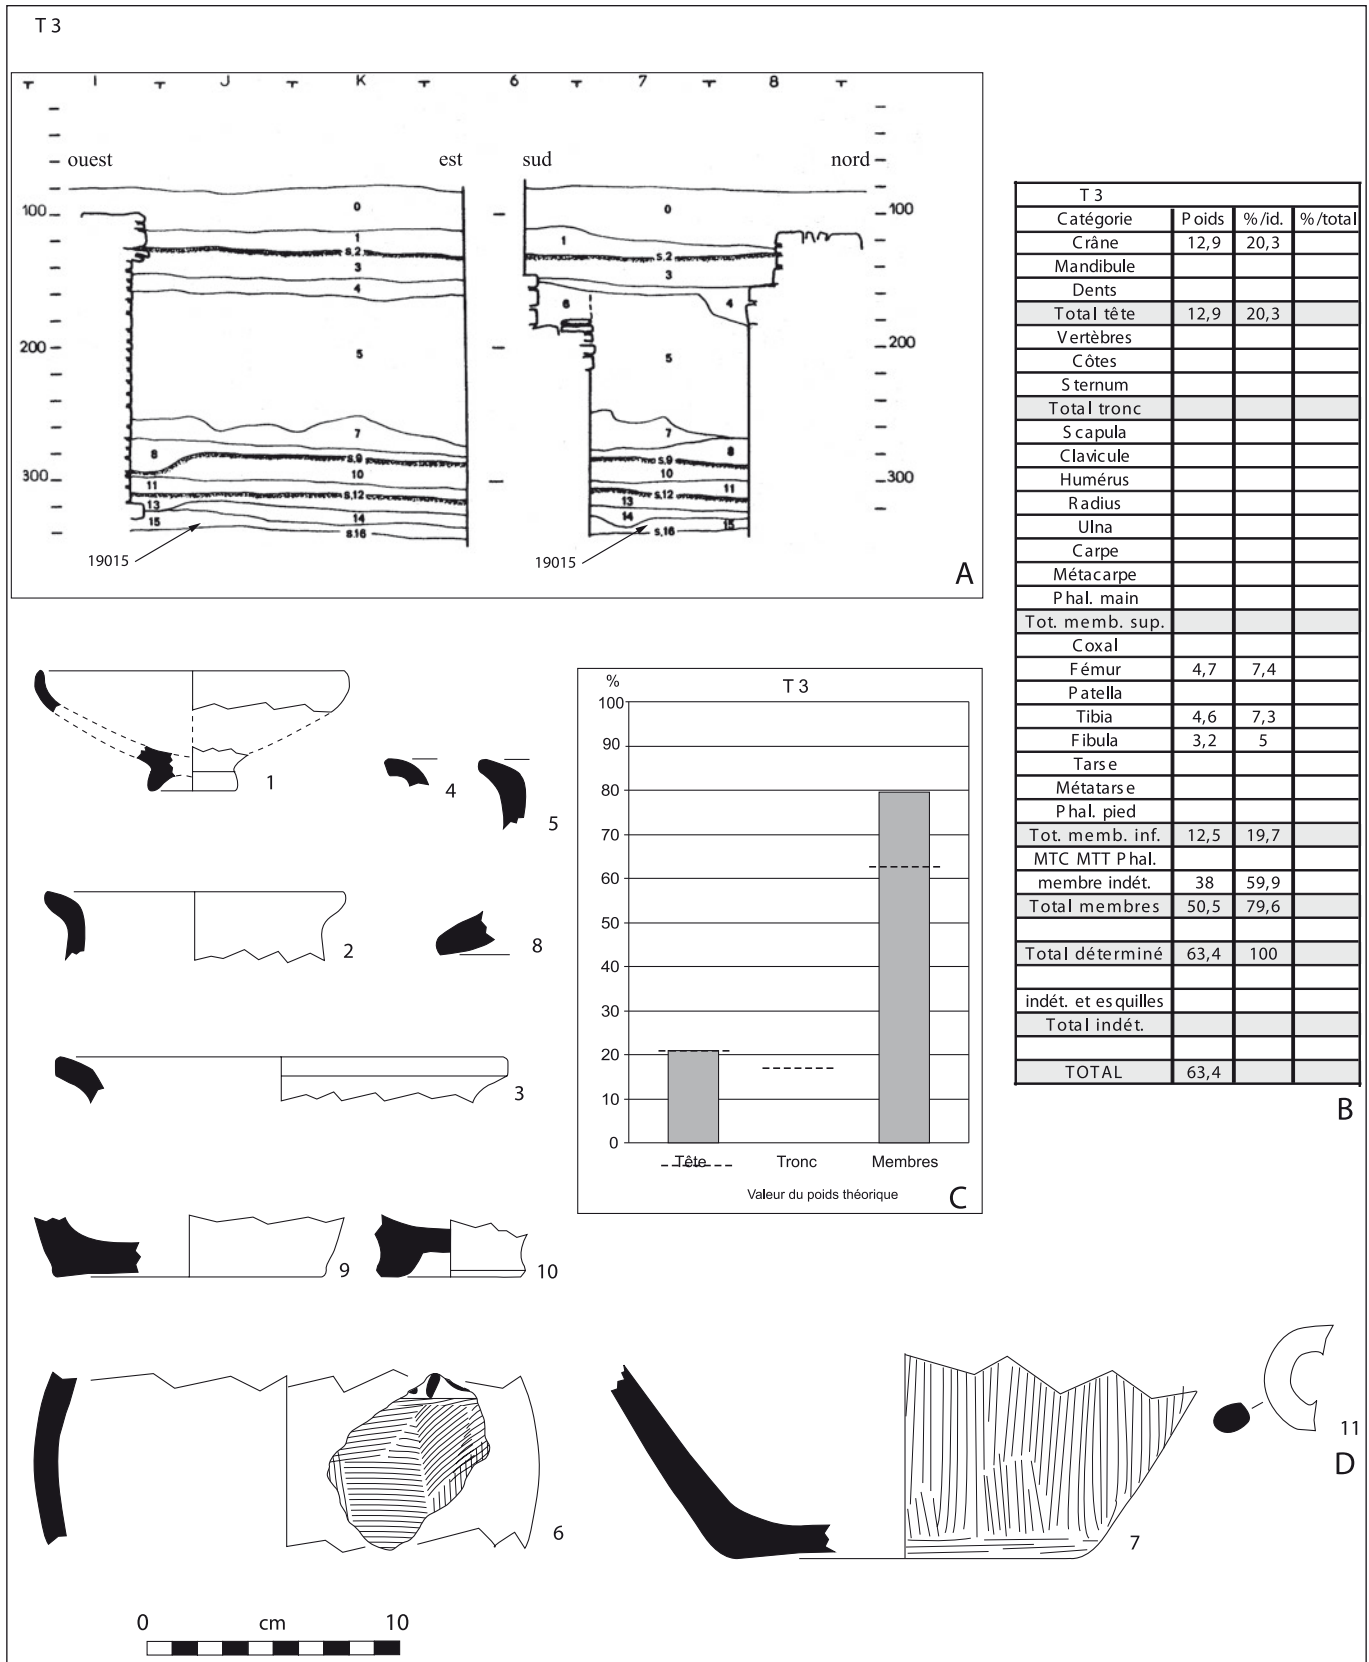 T 3
I J K 6 7 8
ouest est sud nord
100 100
0 0
1 1
s,2 s,2
3 3
4 4
6
200 200
5 5
7 7
8 8
s,9 s,9
10 10
300 300
11 11
s,12 s,12
13 13
14 14
15 15
s,16 s,16
19015 19015
A
T 3
Catégorie Poids %/id. %/total
Crâne 12,9 20,3
Mandibule
Dents
Total tête 12,9 20,3
Vertèbres
Côtes
Sternum
Total tronc
Scapula
Clavicule
Humérus
Radius
Ulna
Carpe
Métacarpe
Phal. main
Tot. memb. sup.
Coxal
Fémur 4,7 7,4
Patella
Tibia 4,6 7,3
Fibula 3,2 5
Tarse
Métatarse
Phal. pied
Tot. memb. inf. 12,5 19,7
MTC MTT Phal.
membre indét. 38 59,9
Total membres 50,5 79,6
Total déterminé 63,4 100
indét. et esquilles
Total indét.
TOTAL 63,4
B
% T 3
100
90
80
70
60
50
40
30
20
10
0
Tête Tronc Membres
Valeur du poids théorique
C
1
4
5
2
8
3
9
10
6
7
11
D
0 cm 10